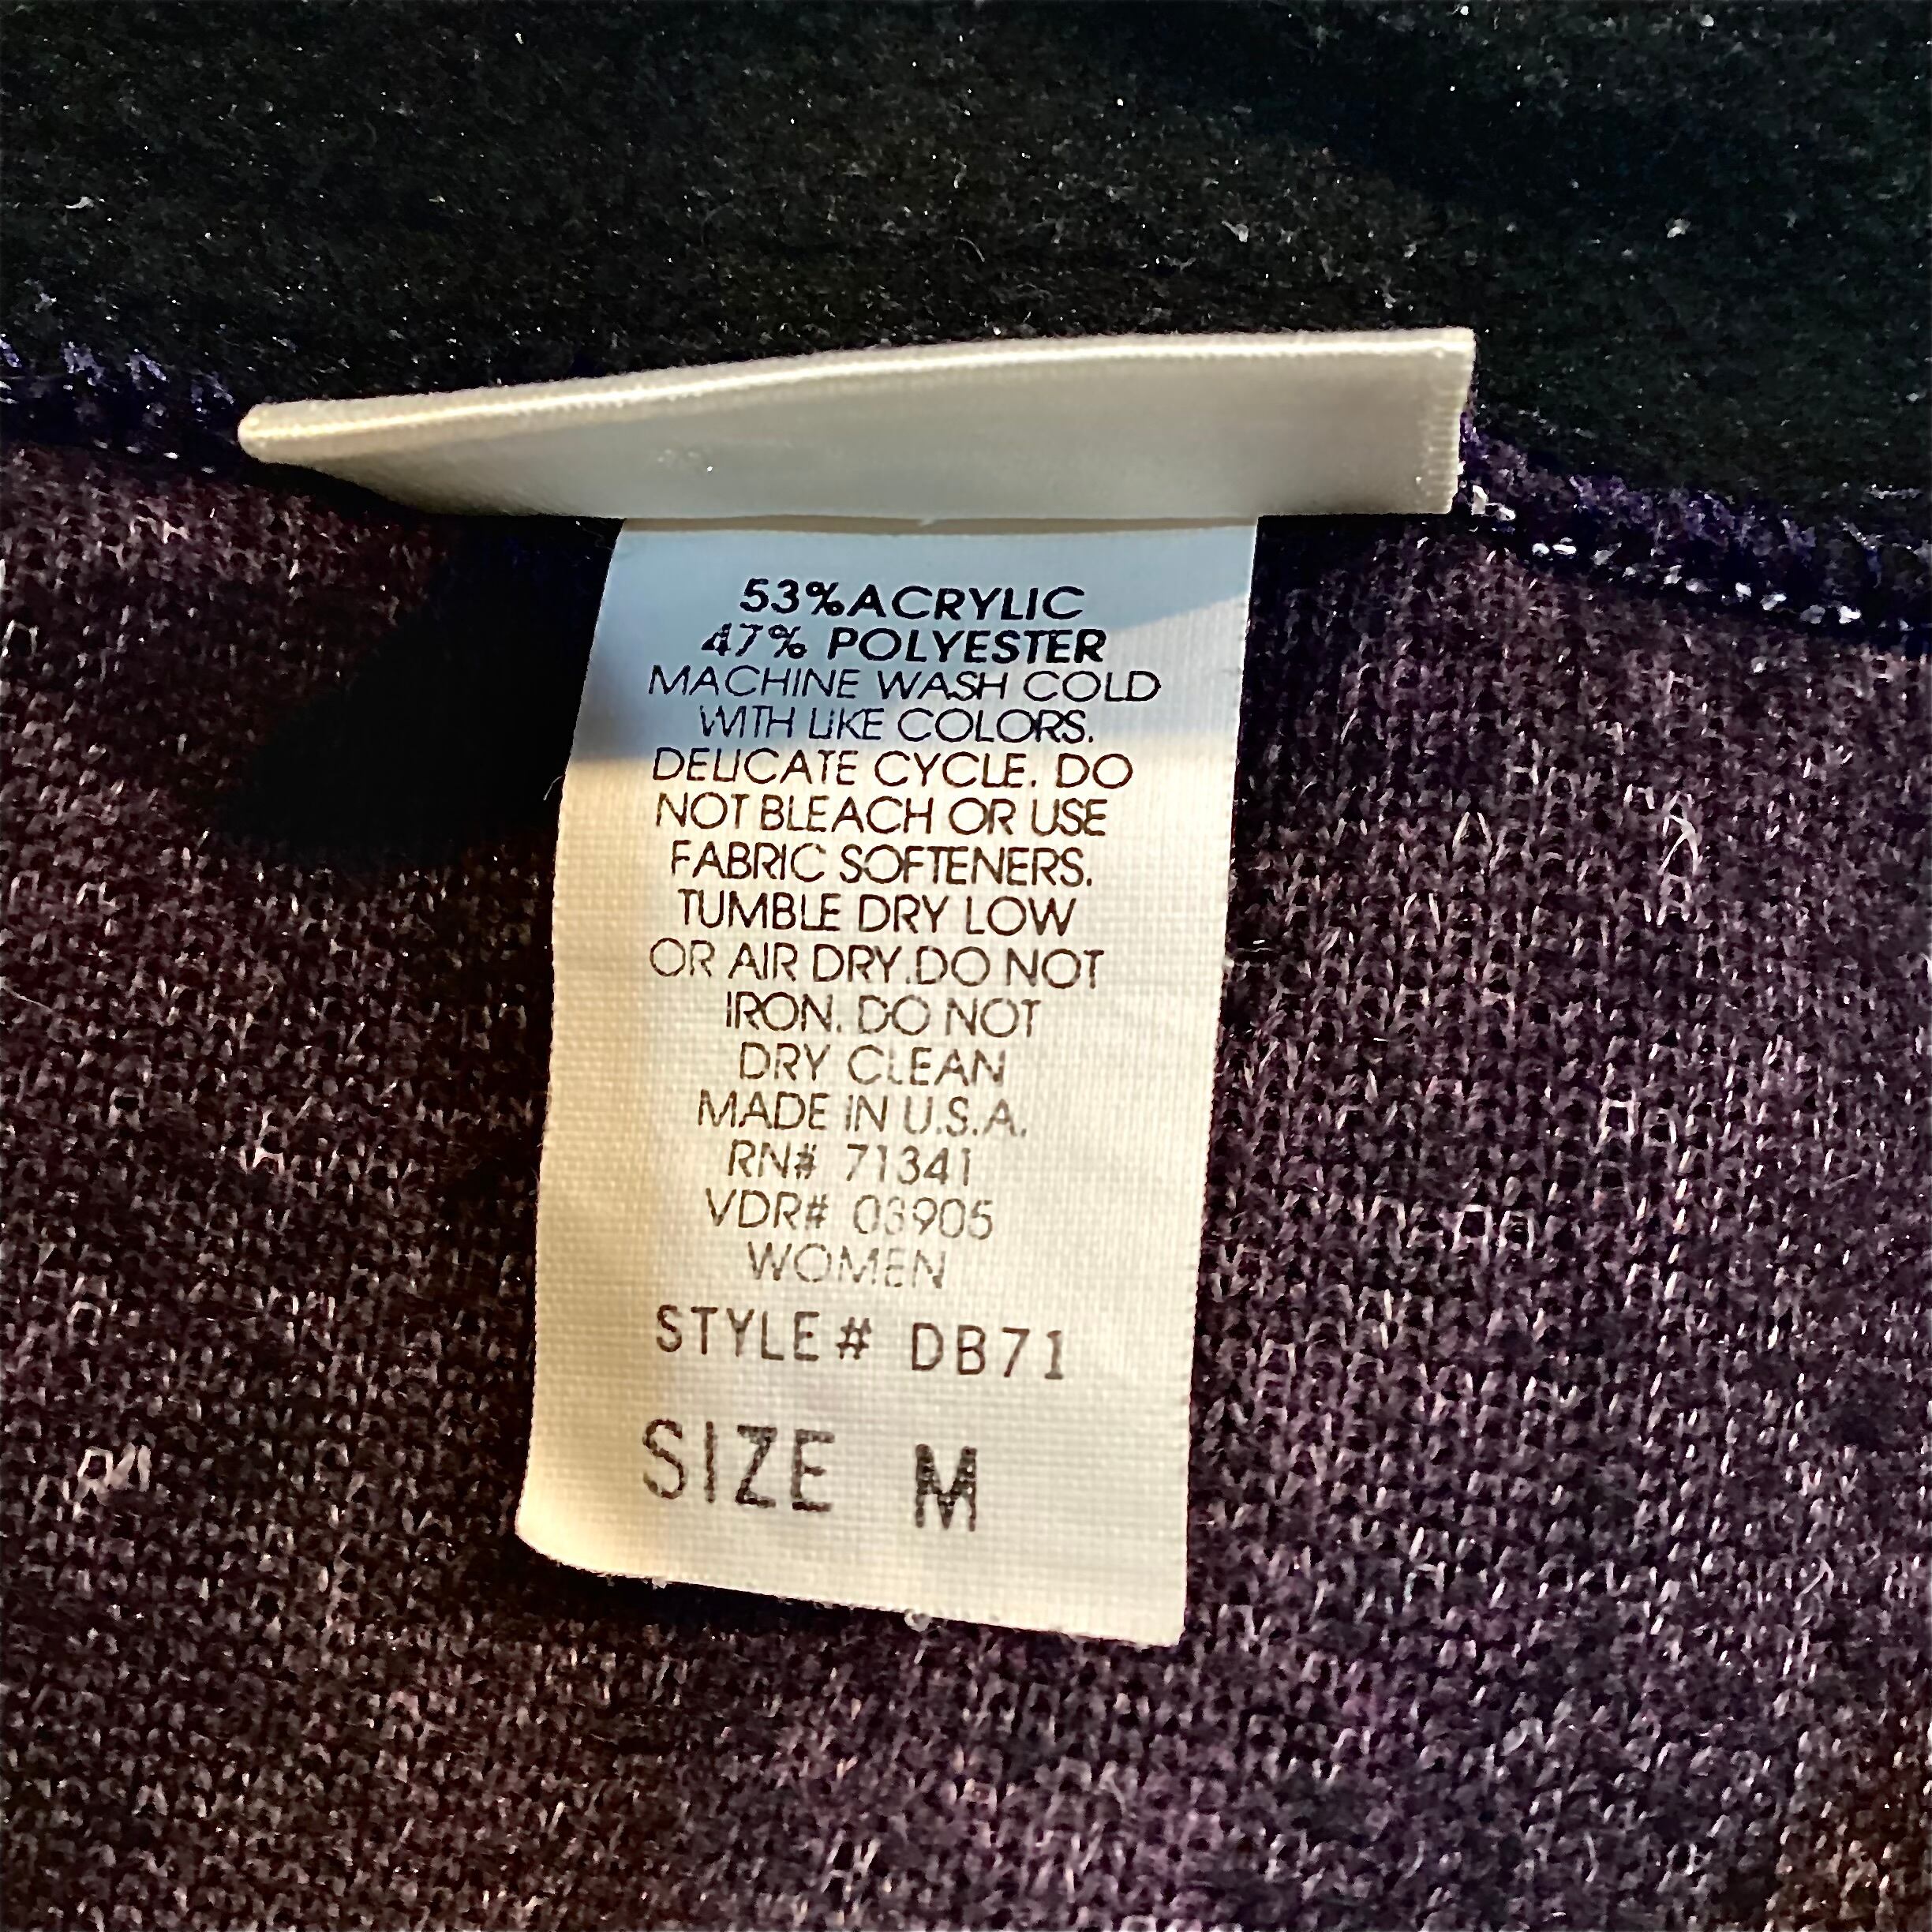 53%ACRYLIC
47% POLYESTER
MACHINE WASH COLD
WITH LIKE COLORS.
DELICATE CYCLE. DO
NOT BLEACH OR USE
FABRIC SOFTENERS.
TUMBLE DRY LOW
OR AIR DRY.DO NOT
IRON. DO NOT
DRY CLEAN
MADE IN U.S.A.
RN# 71341
VDR# 03905
WOMEN
STYLE# DB71
SIZE M